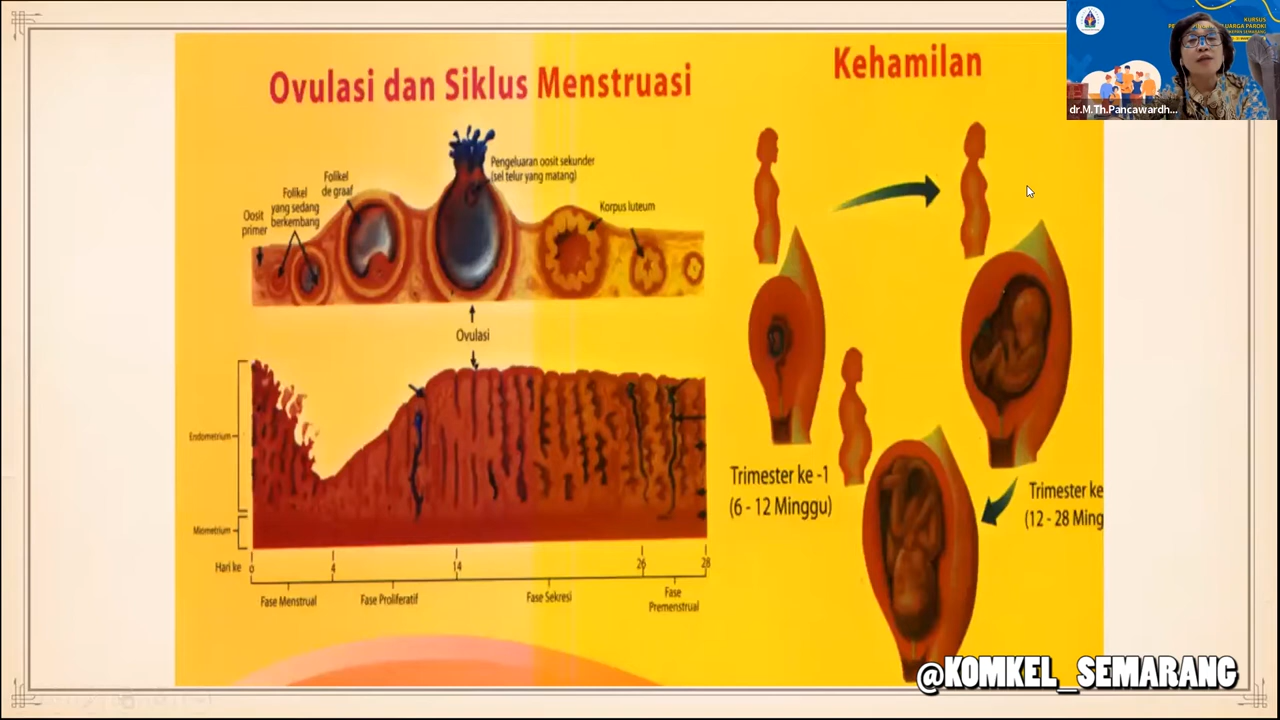 Ovulasi dan Siklus Menstruasi
Kehamilan
KURSUS
dr.M.Th.Pancawardh...
Pengeluaran oosit sekunder
(sel telur yang matang)
Folikel
de graaf
Folikel
yang sedang
berkembang
Oosit
primer
Korpus luteum
Ovulasi
Endometrium
Miometrium
Hari ke
0
4
14
26
28
Fase Menstrual
Fase Proliferatif
Fase Sekresi
Fase
Premenstrual
Trimester ke -1
(6 - 12 Minggu)
Trimester ke
(12 - 28 Ming
@KOMKEL_SEMARANG